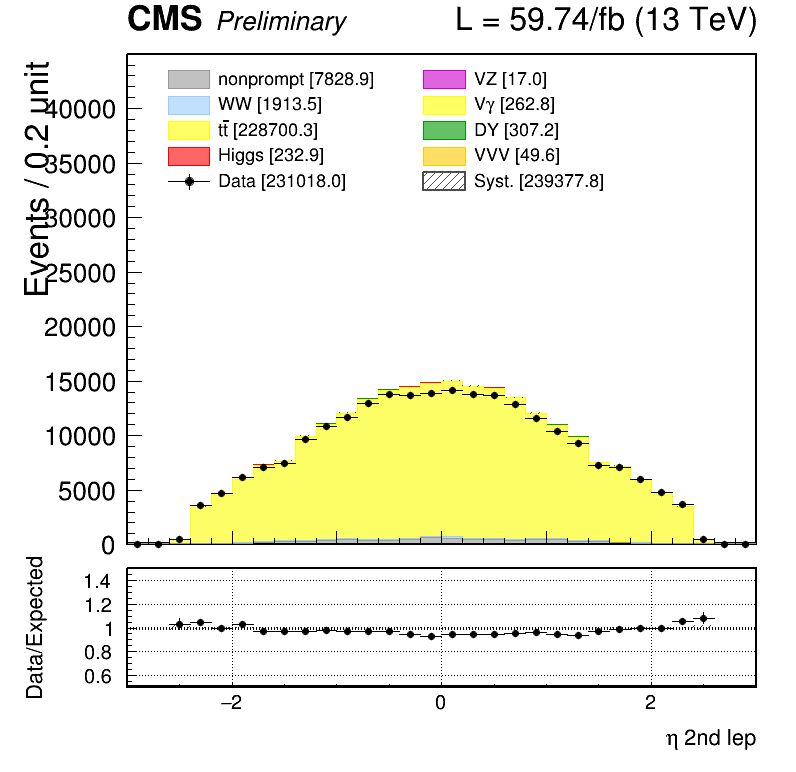 CMS Preliminary L = 59.74/fb (13 TeV)
Events / 0.2 unit
nonprompt [7828.9] VZ [17.0]
WW [1913.5] Vγ [262.8]
tt̄ [228700.3] DY [307.2]
Higgs [232.9] VVV [49.6]
Data [231018.0] Syst. [239377.8]
40000
35000
30000
25000
20000
15000
10000
5000
0
Data/Expected
1.4
1.2
1
0.8
0.6
−2 0 2
η 2nd lep